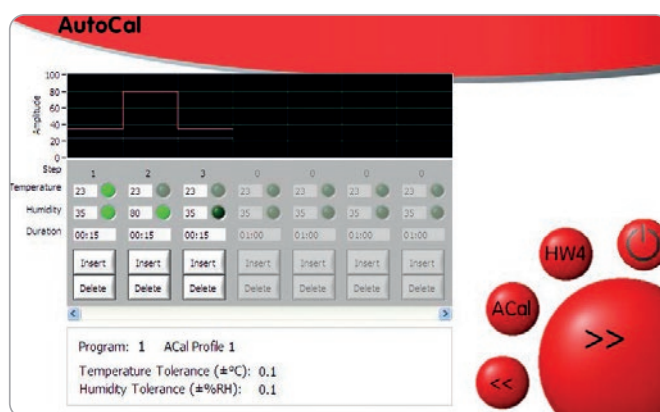 AutoCal
100
80
60
40
20
0
Amplitude
Step 1 2 3 0 0 0 0
Temperature 23 23 23 23 23 23 23
Humidity 35 80 35 35 35 35 35
Duration 00:15 00:15 00:15 01:00 01:00 01:00 01:00
Insert Insert Insert Insert Insert Insert Insert
Delete Delete Delete Delete Delete Delete Delete
Program: 1 ACal Profile 1
Temperature Tolerance (±°C): 0.1
Humidity Tolerance (±%RH): 0.1
HW4
ACal
>>
<<